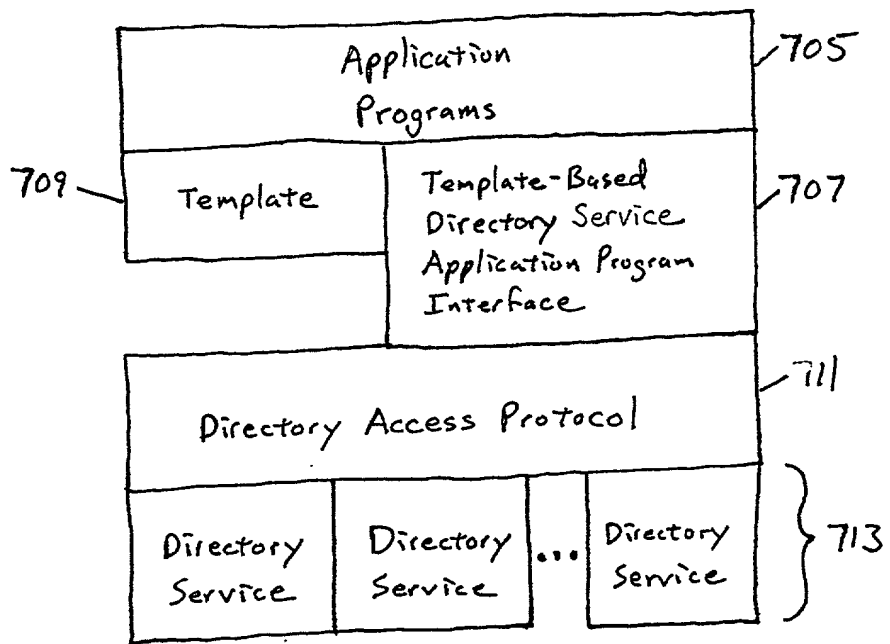 Application
Programs
705
709
Template
Template-Based
Directory Service
Application Program
Interface
707
711
Directory Access Protocol
Directory
Service
Directory
Service
...
Directory
Service
713